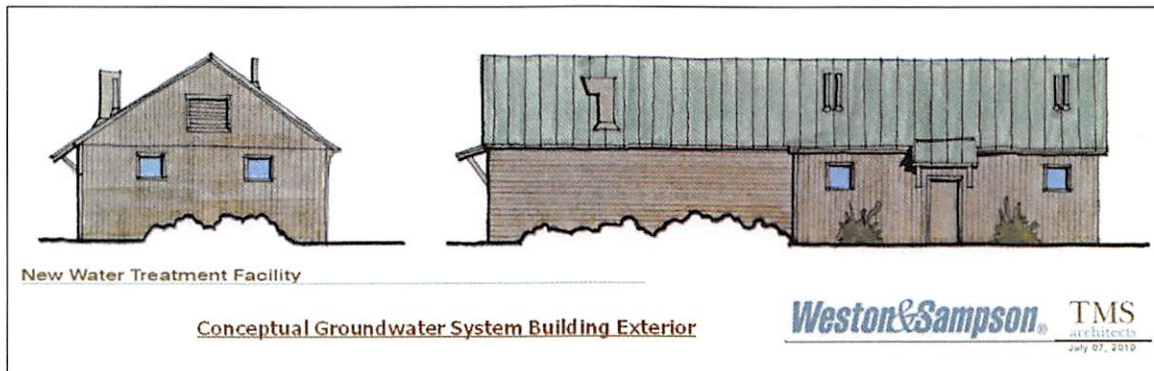 New Water Treatment Facility
Conceptual Groundwater System Building Exterior
Weston&Sampson®
TMS
architects
July 07, 2010